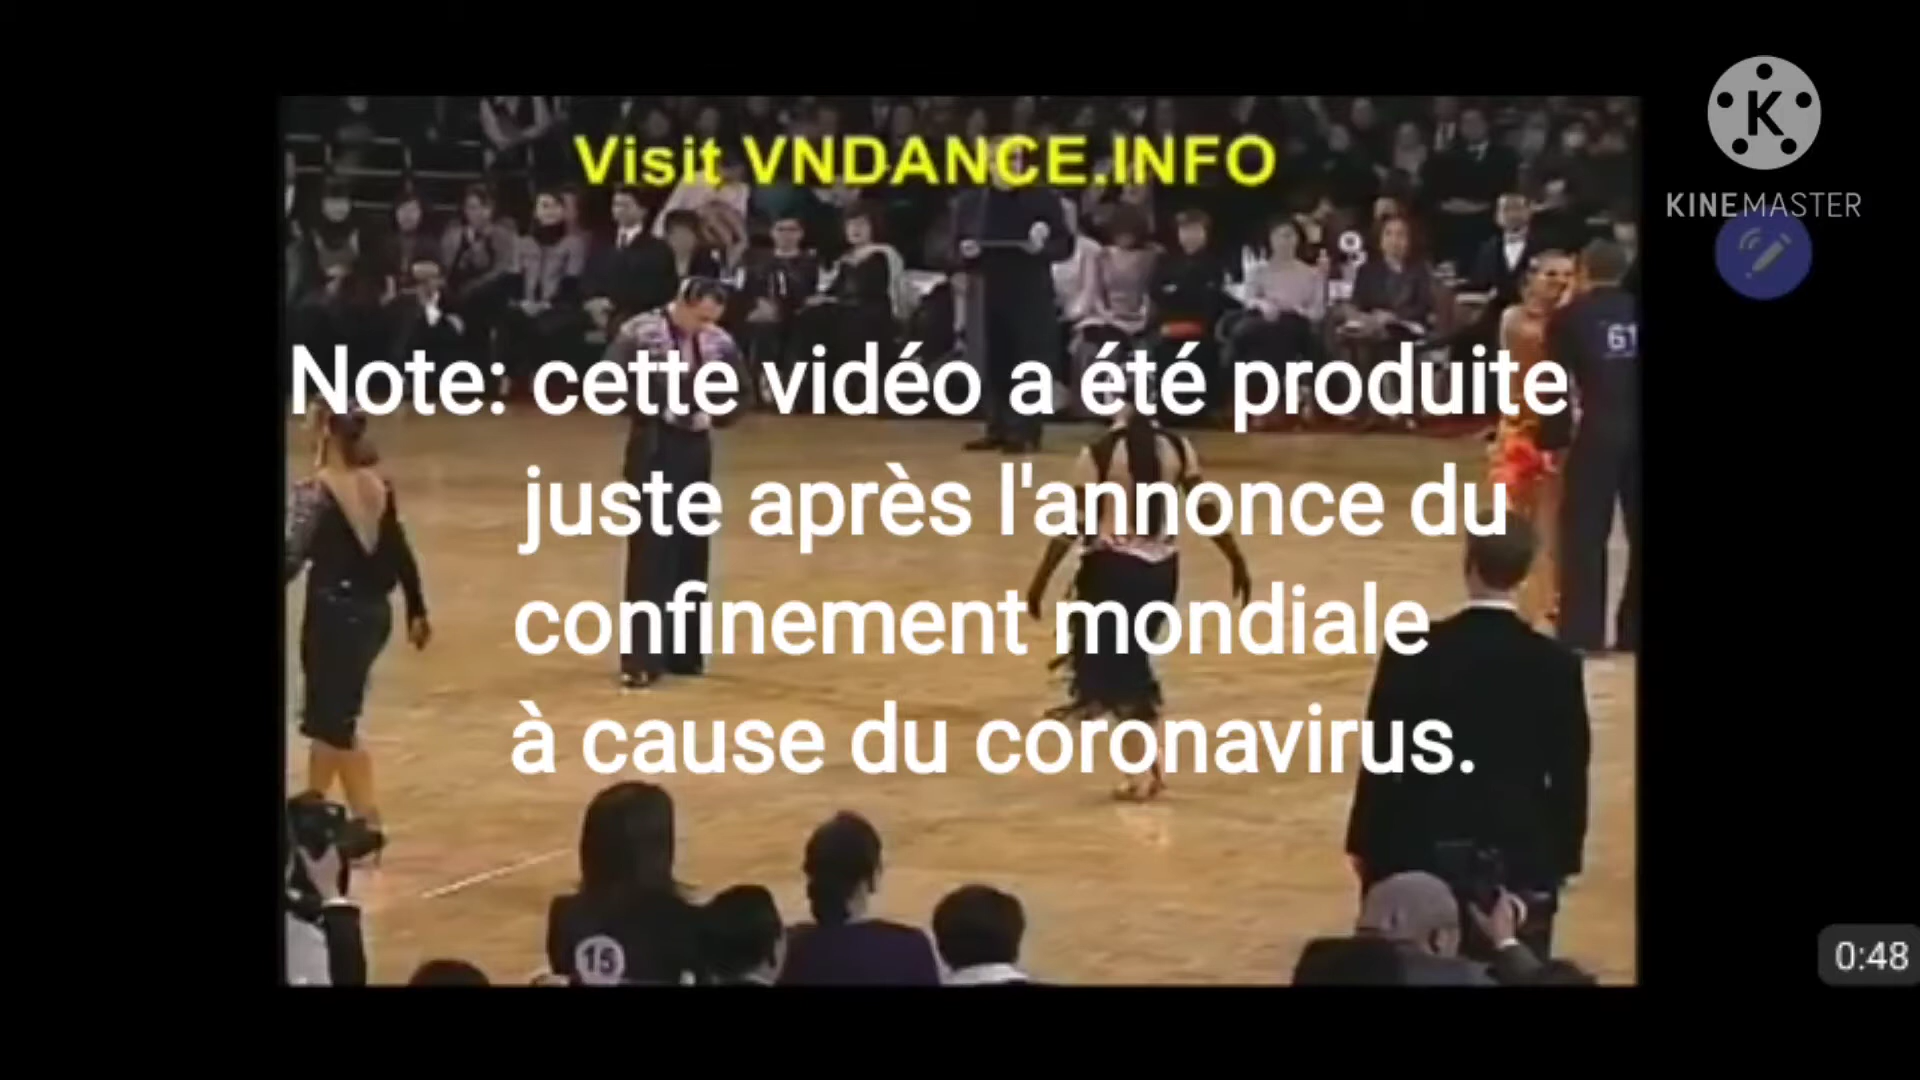 Visit VNDANCE.INFO
K
KINEMASTER
61
Note: cette vidéo a été produite
juste après l'annonce du
confinement mondiale
à cause du coronavirus.
15
0:48